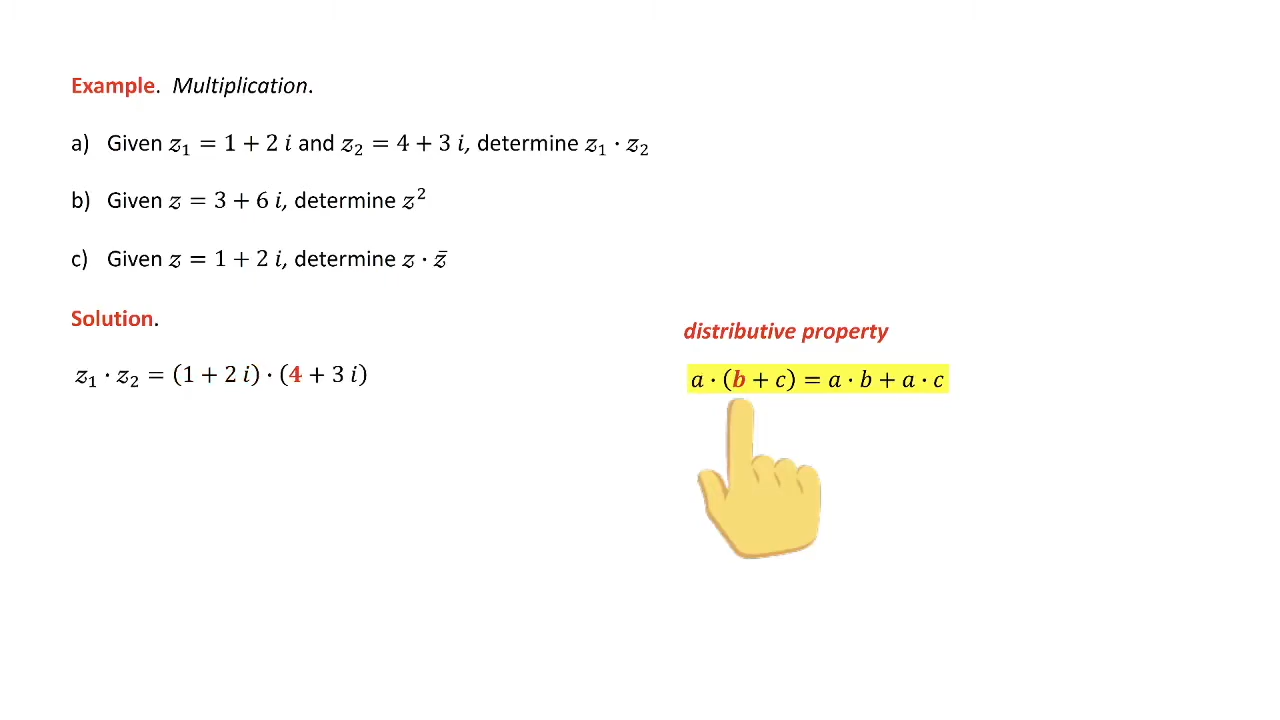 Example. Multiplication.
a) Given z₁ = 1 + 2 i and z₂ = 4 + 3 i, determine z₁ · z₂
b) Given z = 3 + 6 i, determine z²
c) Given z = 1 + 2 i, determine z · z̄
Solution.
distributive property
z₁ · z₂ = (1 + 2 i) · (4 + 3 i)
a · (b + c) = a · b + a · c